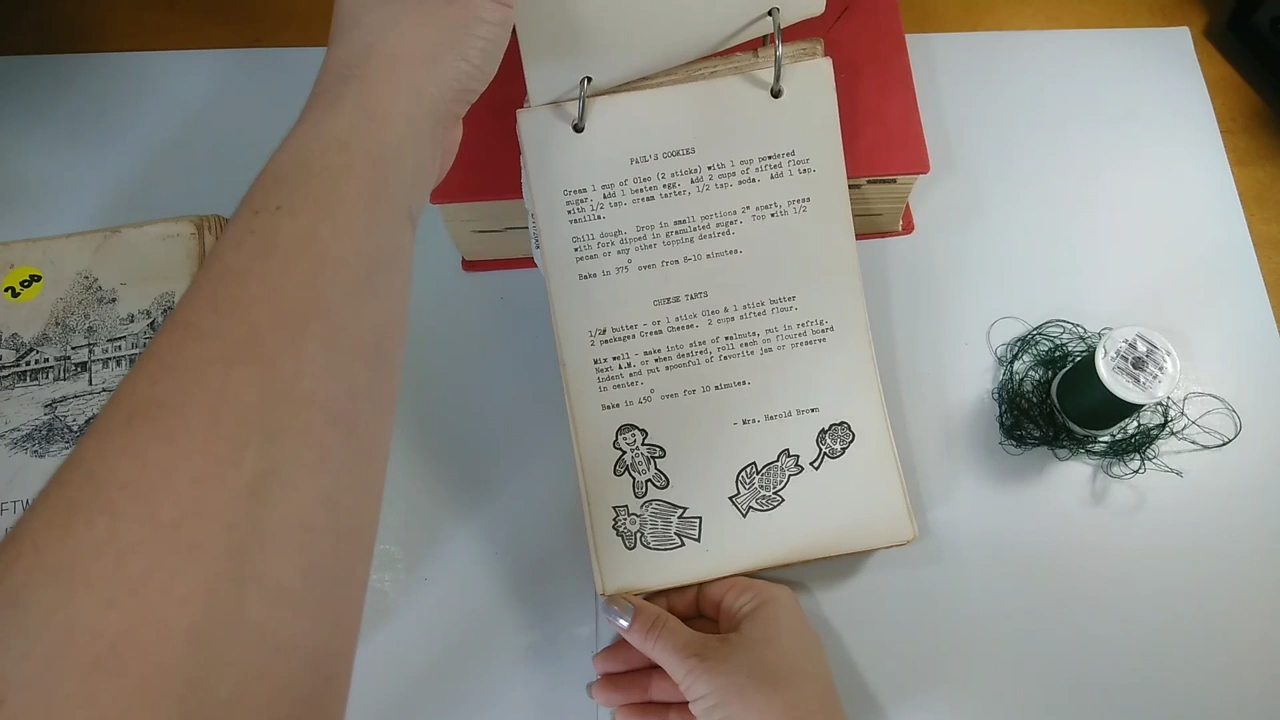 PAUL'S COOKIES
Cream 1 cup of Oleo (2 sticks) with 1 cup powdered
sugar. Add 1 beaten egg. Add 2 cups of sifted flour
with 1/2 tsp. cream tarter, 1/2 tsp. soda. Add 1 tsp.
vanilla.
Chill dough. Drop in small portions 2" apart, press
with fork dipped in granulated sugar. Top with 1/2
pecan or any other topping desired.
Bake in 375° oven from 8-10 minutes.
CHEESE TARTS
1/2# butter - or 1 stick Oleo & 1 stick butter
2 packages Cream Cheese. 2 cups sifted flour.
Mix well - make into size of walnuts, put in refrig.
Next A.M. or when desired, roll each on floured board
indent and put spoonful of favorite jam or preserve
in center.
Bake in 450° oven for 10 minutes.
- Mrs. Harold Brown
2.00